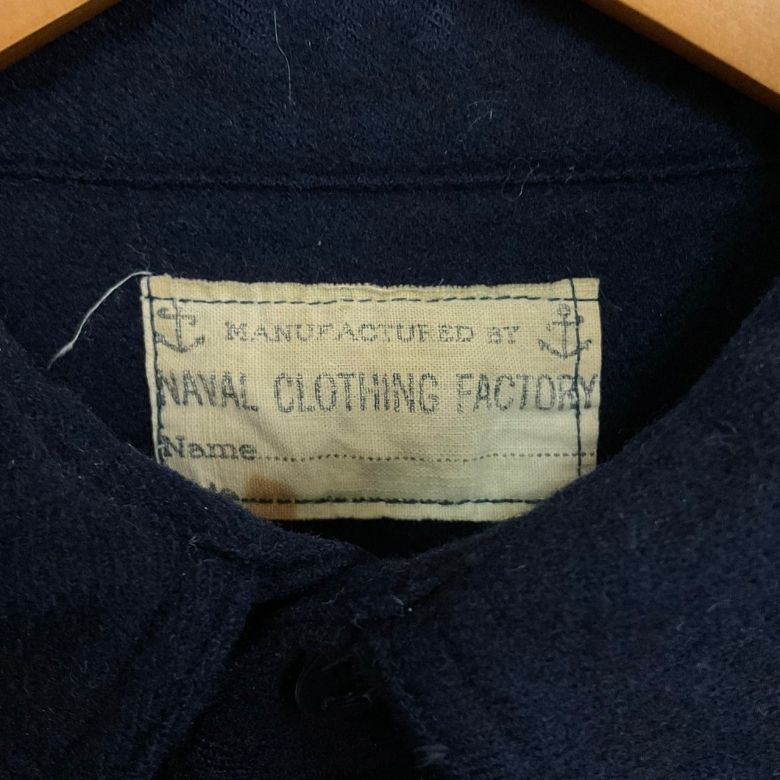 MANUFACTURED BY
NAVAL CLOTHING FACTORY
Name